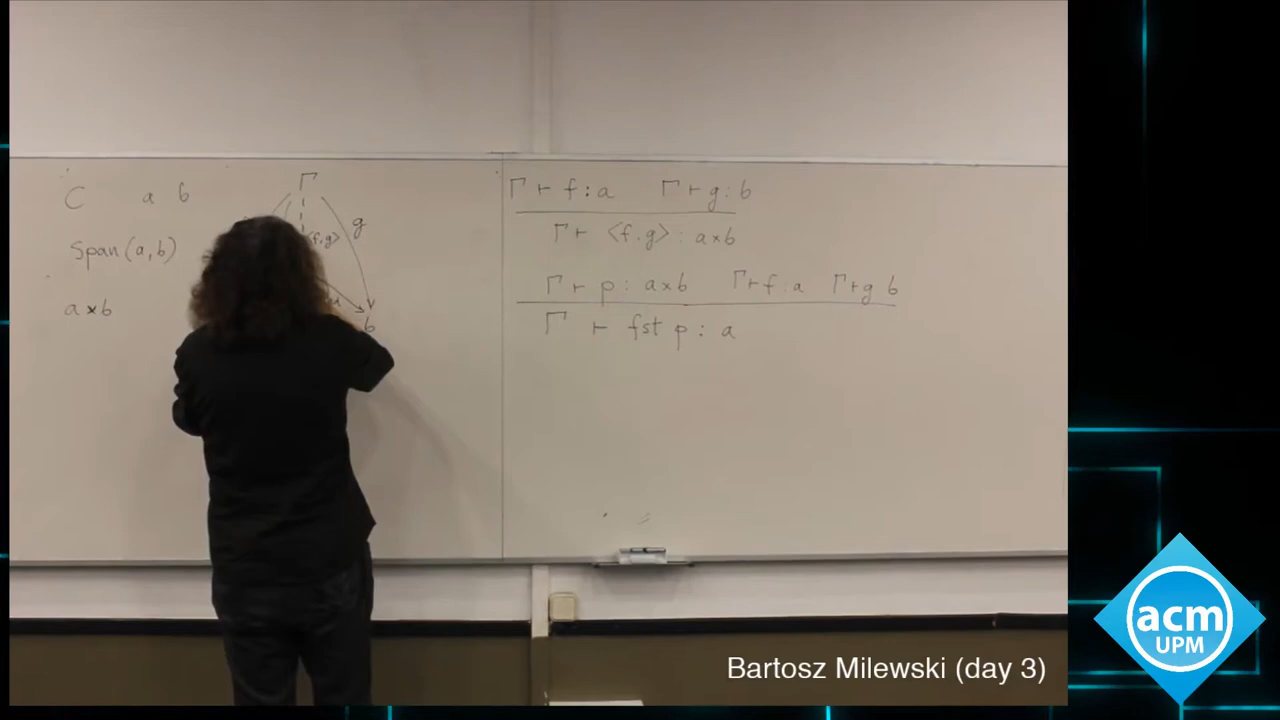 C a b
Span (a,b)
a × b
Γ
g
<f,g>
b
Γ ⊢ f : a Γ ⊢ g : b
Γ ⊢ <f,g> : a×b
Γ ⊢ p : a×b Γ ⊢ f : a Γ ⊢ g b
Γ ⊢ fst p : a
Bartosz Milewski (day 3)
acm
UPM